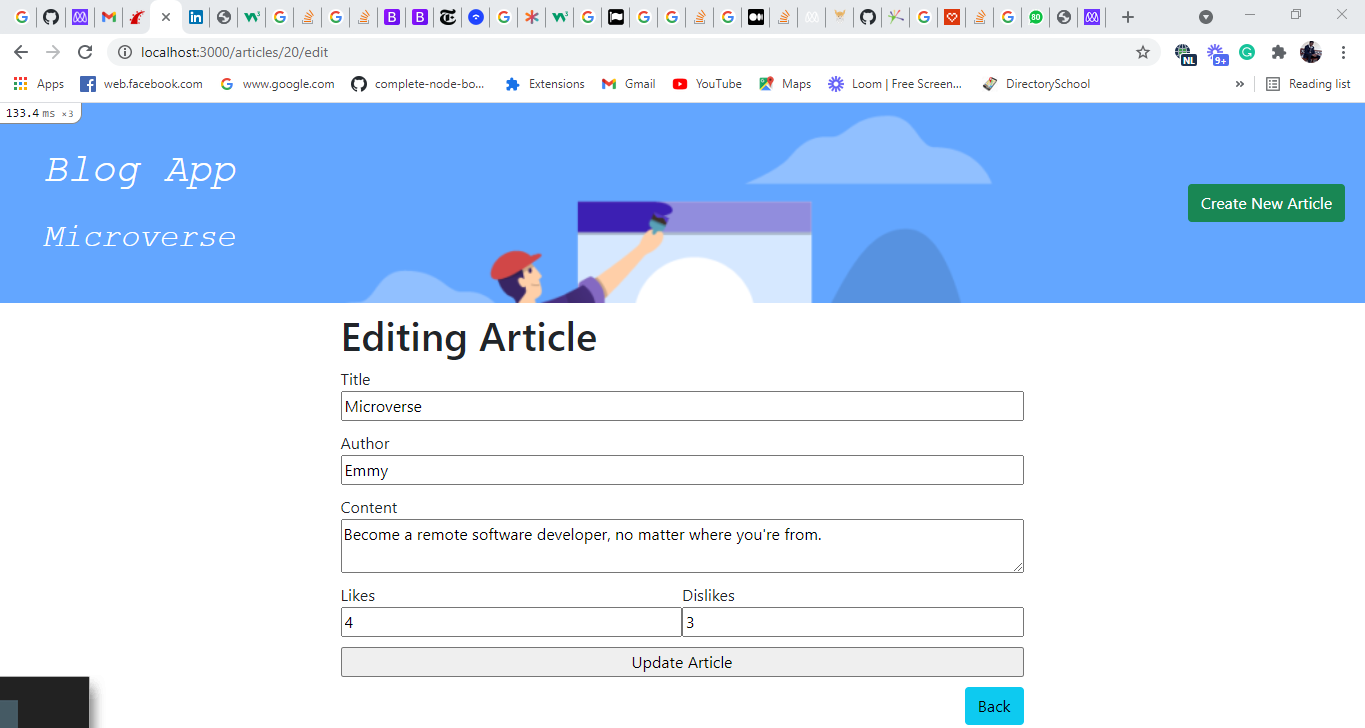 localhost:3000/articles/20/edit
NL
9+
80
Apps
web.facebook.com
www.google.com
complete-node-bo...
Extensions
Gmail
YouTube
Maps
Loom | Free Screen...
DirectorySchool
»
Reading list
133.4 ms ×3
Blog App
Microverse
Create New Article
Editing Article
Title
Microverse
Author
Emmy
Content
Become a remote software developer, no matter where you're from.
Likes
Dislikes
4
3
Update Article
Back